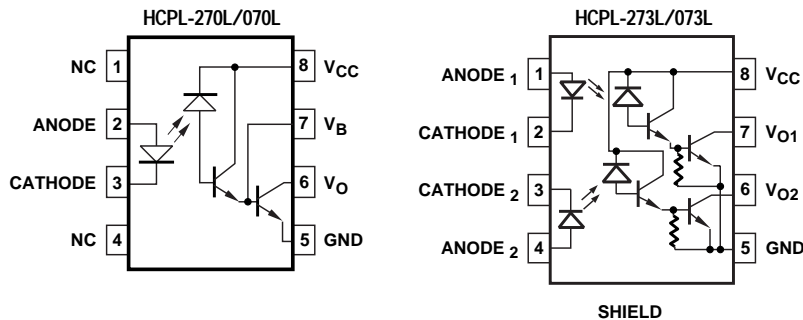 HCPL-270L/070L
NC 1
8 VCC
ANODE 2
7 VB
CATHODE 3
6 VO
NC 4
5 GND
HCPL-273L/073L
ANODE 1 1
8 VCC
CATHODE 1 2
7 VO1
CATHODE 2 3
6 VO2
ANODE 2 4
5 GND
SHIELD